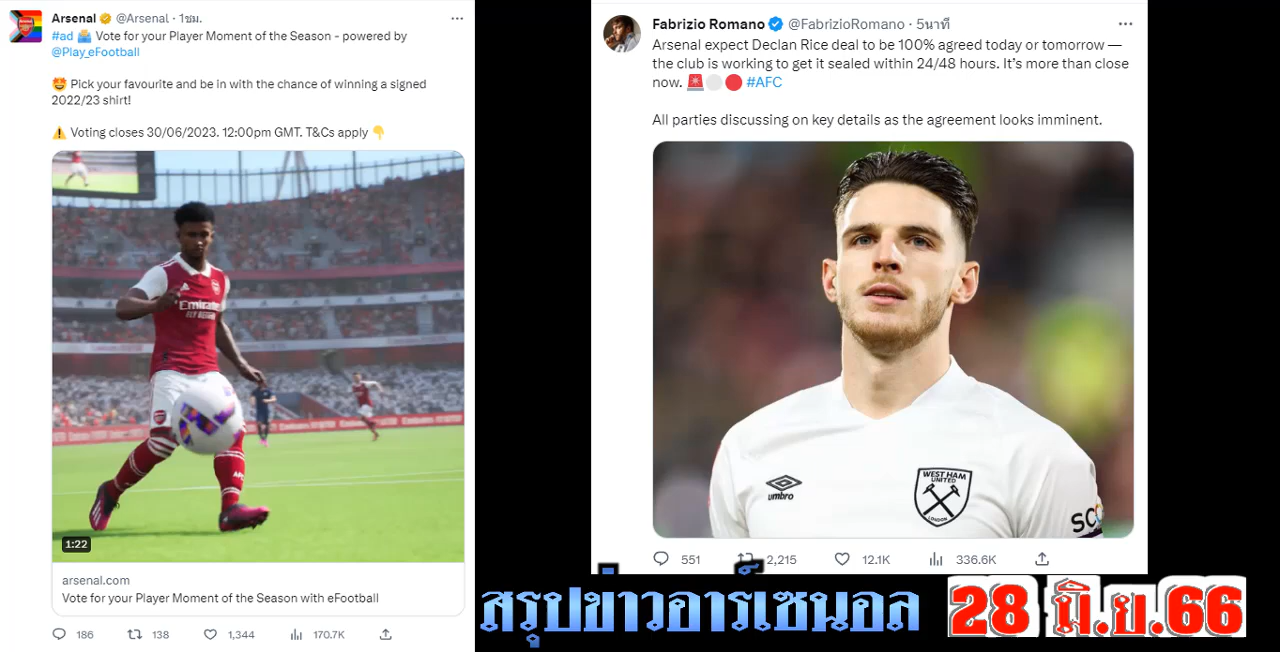 Arsenal @Arsenal · 1ชม.
#ad 🗳️ Vote for your Player Moment of the Season - powered by
@Play_eFootball
🤩 Pick your favourite and be in with the chance of winning a signed
2022/23 shirt!
⚠️ Voting closes 30/06/2023. 12:00pm GMT. T&Cs apply 👇
Emirates
FLY BETTER
1:22
arsenal.com
Vote for your Player Moment of the Season with eFootball
186 138 1,344 170.7K
Fabrizio Romano @FabrizioRomano · 5นาที
Arsenal expect Declan Rice deal to be 100% agreed today or tomorrow —
the club is working to get it sealed within 24/48 hours. It's more than close
now. 🚨⚪🔴 #AFC
All parties discussing on key details as the agreement looks imminent.
umbro
WEST HAM
UNITED
LONDON
551 2,215 12.1K 336.6K
สรุปข่าวอาร์เซนอล 28 มิ.ย.66